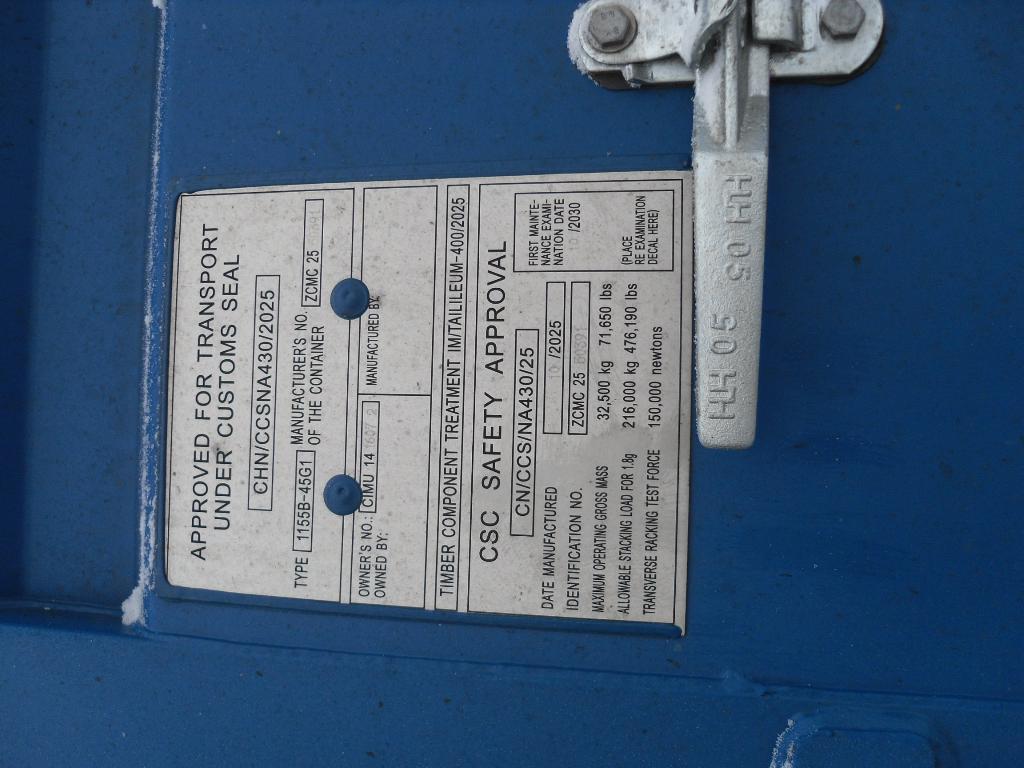 APPROVED FOR TRANSPORT
UNDER CUSTOMS SEAL
CHN/CCSNA430/2025
TYPE 1155B-45G1 MANUFACTURER'S NO. OF THE CONTAINER ZCMC 25
OWNER'S NO.: CIMU 14
OWNED BY:
MANUFACTURED BY:
TIMBER COMPONENT TREATMENT IM/TAILILEUM-400/2025
CSC SAFETY APPROVAL
CN/CCS/NA430/25
DATE MANUFACTURED 10 /2025
IDENTIFICATION NO. ZCMC 25
MAXIMUM OPERATING GROSS MASS 32,500 kg 71,650 lbs
ALLOWABLE STACKING LOAD FOR 1.8g 216,000 kg 476,190 lbs
TRANSVERSE RACKING TEST FORCE 150,000 newtons
FIRST MAINTE-
NANCE EXAMI-
NATION DATE
10 /2030
(PLACE
RE EXAMINATION
DECAL HERE)
HH 05 HH 05